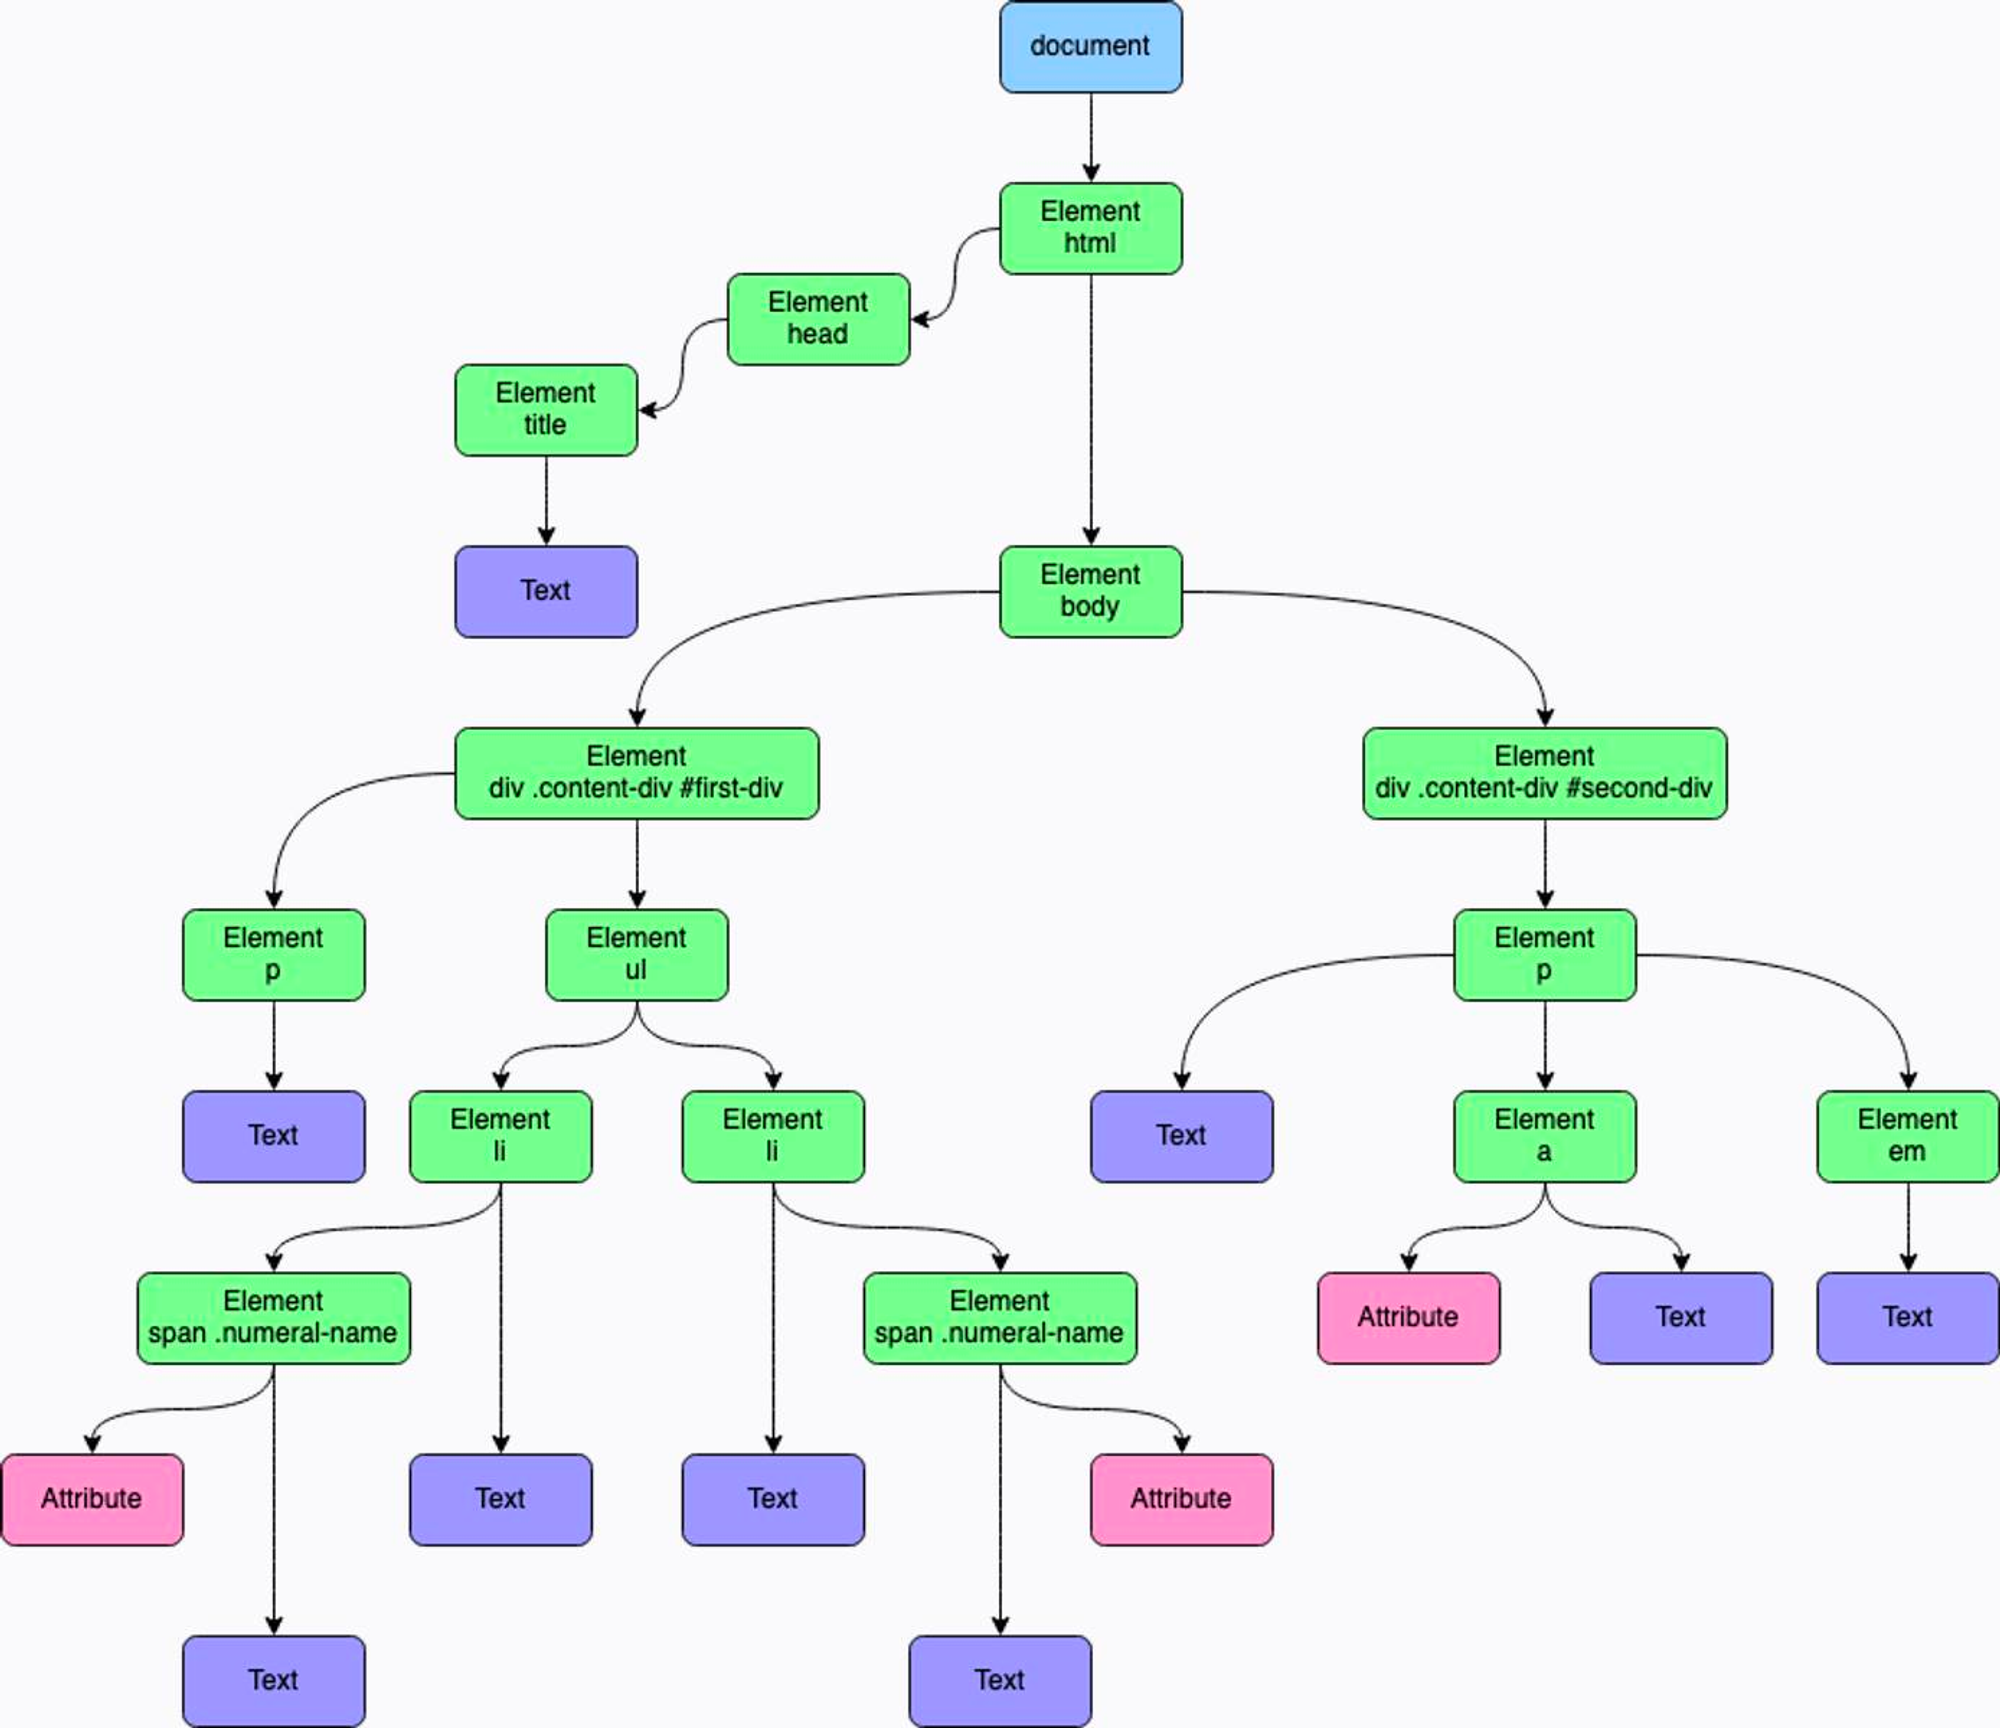 document
Element
html
Element
head
Element
title
Text
Element
body
Element
div .content-div #first-div
Element
div .content-div #second-div
Element
p
Element
ul
Element
p
Text
Element
li
Element
li
Text
Element
a
Element
em
Element
span .numeral-name
Element
span .numeral-name
Attribute
Text
Text
Attribute
Text
Text
Attribute
Text
Text